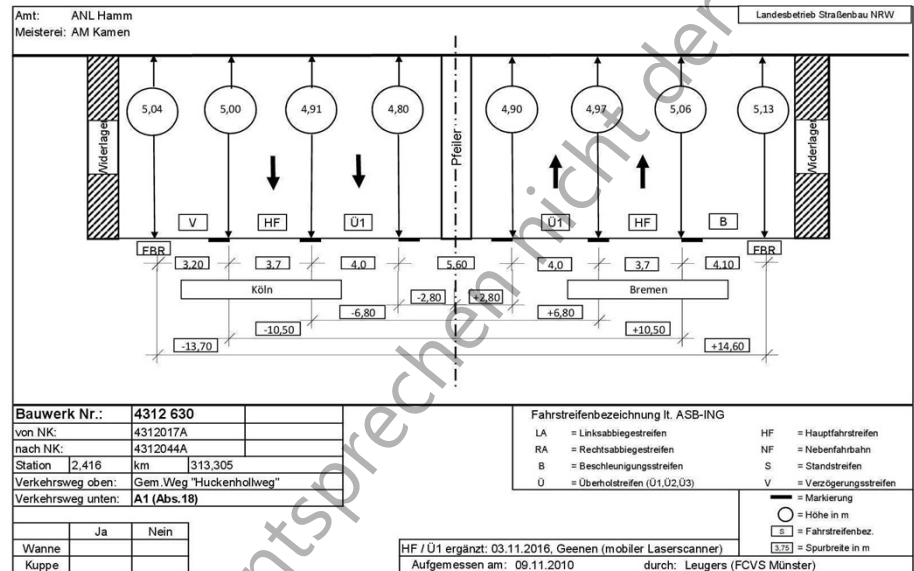 Amt: ANL Hamm
Landesbetrieb Straßenbau NRW
Meisterei: AM Kamen
5,04 5,00 4,91 4,80 4,90 4,97 5,06 5,13
Widerlager
Pfeiler
Widerlager
V HF Ü1 Ü1 HF B
FBR FBR
3,20 3,7 4,0 5,60 4,0 3,7 4,10
Köln Bremen
-2,80 +2,80
-6,80 +6,80
-10,50 +10,50
-13,70 +14,60
Bauwerk Nr.: 4312 630
von NK: 4312017A
nach NK: 4312044A
Station 2,416 km 313,305
Verkehrsweg oben: Gem.Weg "Huckenhollweg"
Verkehrsweg unten: A1 (Abs.18)
Fahrstreifenbezeichnung lt. ASB-ING
LA = Linksabbiegestreifen HF = Hauptfahrstreifen
RA = Rechtsabbiegestreifen NF = Nebenfahrbahn
B = Beschleunigungsstreifen S = Standstreifen
Ü = Überholstreifen (Ü1,Ü2,Ü3) V = Verzögerungsstreifen
= Markierung
= Höhe in m
S = Fahrstreifenbez.
3,75 = Spurbreite in m
Ja Nein
Wanne
Kuppe
HF / Ü1 ergänzt: 03.11.2016, Geenen (mobiler Laserscanner)
Aufgemessen am: 09.11.2010 durch: Leugers (FCVS Münster)
entsprechen nicht der